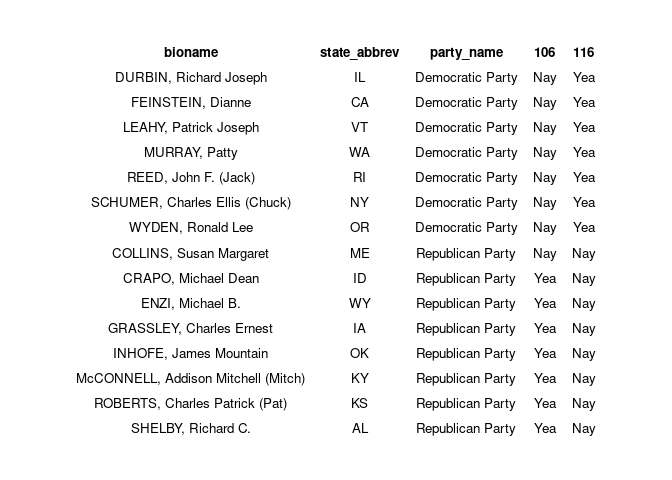 bioname state_abbrev party_name 106 116
DURBIN, Richard Joseph IL Democratic Party Nay Yea
FEINSTEIN, Dianne CA Democratic Party Nay Yea
LEAHY, Patrick Joseph VT Democratic Party Nay Yea
MURRAY, Patty WA Democratic Party Nay Yea
REED, John F. (Jack) RI Democratic Party Nay Yea
SCHUMER, Charles Ellis (Chuck) NY Democratic Party Nay Yea
WYDEN, Ronald Lee OR Democratic Party Nay Yea
COLLINS, Susan Margaret ME Republican Party Nay Nay
CRAPO, Michael Dean ID Republican Party Yea Nay
ENZI, Michael B. WY Republican Party Yea Nay
GRASSLEY, Charles Ernest IA Republican Party Yea Nay
INHOFE, James Mountain OK Republican Party Yea Nay
McCONNELL, Addison Mitchell (Mitch) KY Republican Party Yea Nay
ROBERTS, Charles Patrick (Pat) KS Republican Party Yea Nay
SHELBY, Richard C. AL Republican Party Yea Nay